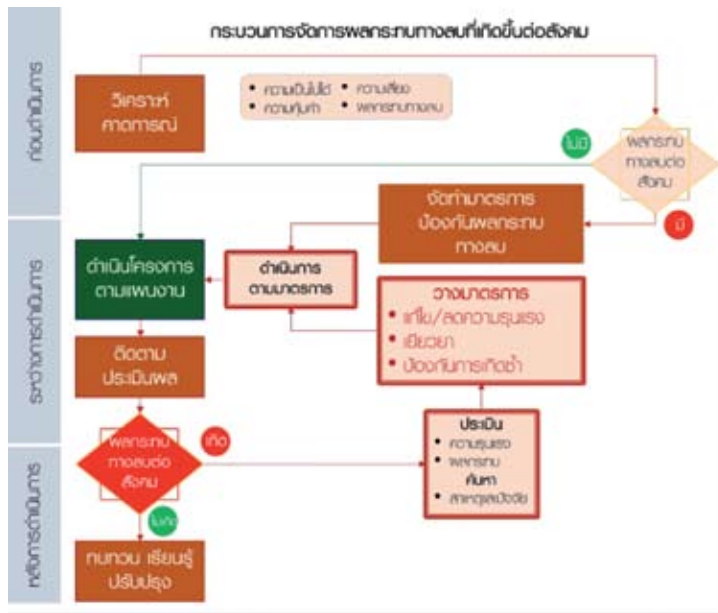 กระบวนการจัดการผลกระทบทางลบที่เกิดขึ้นต่อสังคม
ก่อนดำเนินการ
วิเคราะห์
คาดการณ์
• ความเป็นไปได้ • ความเสี่ยง
• ความคุ้มค่า • ผลกระทบทางลบ
ไม่มี
ผลกระทบ
ทางลบต่อ
สังคม
มี
จัดทำมาตรการ
ป้องกันผลกระทบ
ทางลบ
ระหว่างการดำเนินการ
ดำเนินโครงการ
ตามแผนงาน
ดำเนินการ
ตามมาตรการ
วางมาตรการ
• แก้ไข/ลดความรุนแรง
• เยียวยา
• ป้องกันการเกิดซ้ำ
ติดตาม
ประเมินผล
ผลกระทบ
ทางลบต่อ
สังคม
เกิด
ประเมิน
• ความรุนแรง
• ผลกระทบ
ค้นหา
• สาเหตุและปัจจัย
หลังการดำเนินการ
ไม่เกิด
ทบทวน เรียนรู้
ปรับปรุง